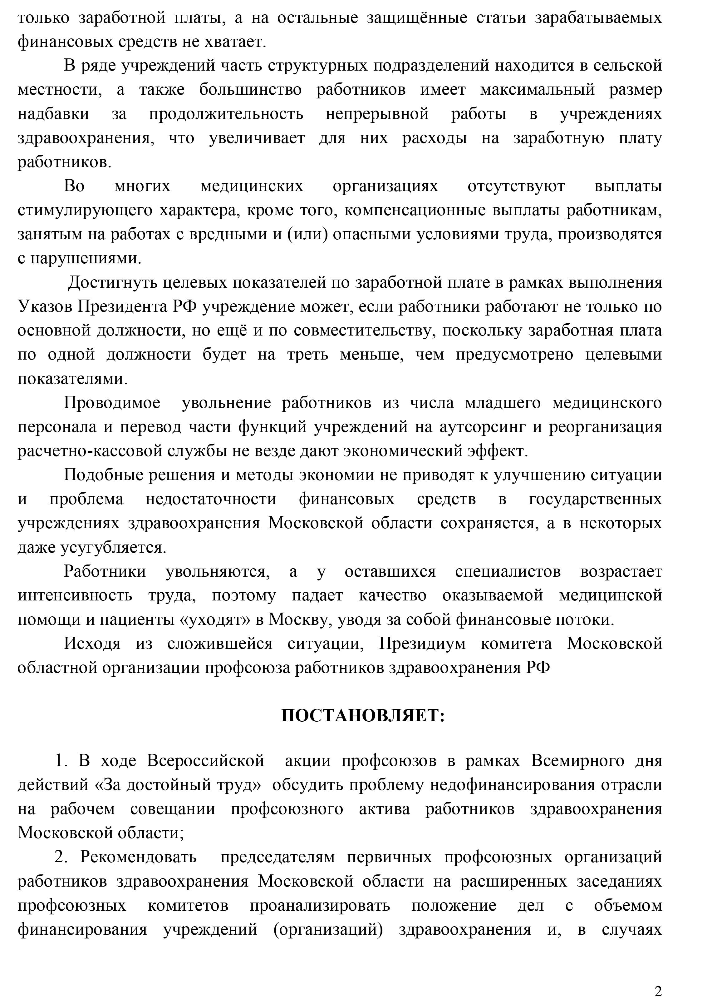 только заработной платы, а на остальные защищённые статьи зарабатываемых
финансовых средств не хватает.
В ряде учреждений часть структурных подразделений находится в сельской
местности, а также большинство работников имеет максимальный размер
надбавки за продолжительность непрерывной работы в учреждениях
здравоохранения, что увеличивает для них расходы на заработную плату
работников.
Во многих медицинских организациях отсутствуют выплаты
стимулирующего характера, кроме того, компенсационные выплаты работникам,
занятым на работах с вредными и (или) опасными условиями труда, производятся
с нарушениями.
Достигнуть целевых показателей по заработной плате в рамках выполнения
Указов Президента РФ учреждение может, если работники работают не только по
основной должности, но ещё и по совместительству, поскольку заработная плата
по одной должности будет на треть меньше, чем предусмотрено целевыми
показателями.
Проводимое увольнение работников из числа младшего медицинского
персонала и перевод части функций учреждений на аутсорсинг и реорганизация
расчетно-кассовой службы не везде дают экономический эффект.
Подобные решения и методы экономии не приводят к улучшению ситуации
и проблема недостаточности финансовых средств в государственных
учреждениях здравоохранения Московской области сохраняется, а в некоторых
даже усугубляется.
Работники увольняются, а у оставшихся специалистов возрастает
интенсивность труда, поэтому падает качество оказываемой медицинской
помощи и пациенты «уходят» в Москву, уводя за собой финансовые потоки.
Исходя из сложившейся ситуации, Президиум комитета Московской
областной организации профсоюза работников здравоохранения РФ
ПОСТАНОВЛЯЕТ:
1. В ходе Всероссийской акции профсоюзов в рамках Всемирного дня
действий «За достойный труд» обсудить проблему недофинансирования отрасли
на рабочем совещании профсоюзного актива работников здравоохранения
Московской области;
2. Рекомендовать председателям первичных профсоюзных организаций
работников здравоохранения Московской области на расширенных заседаниях
профсоюзных комитетов проанализировать положение дел с объемом
финансирования учреждений (организаций) здравоохранения и, в случаях
2